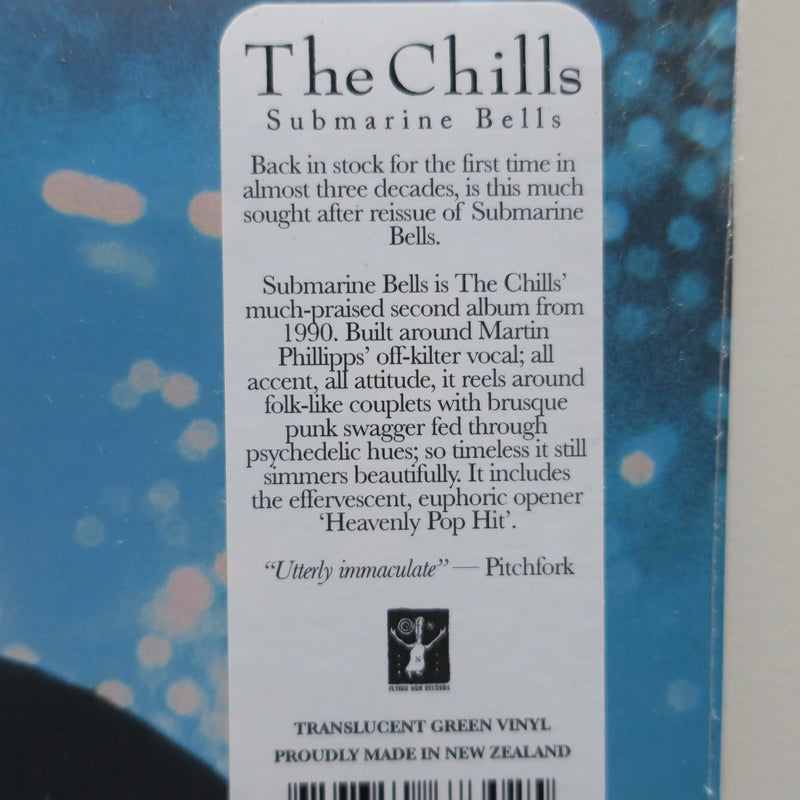 The Chills
Submarine Bells
Back in stock for the first time in
almost three decades, is this much
sought after reissue of Submarine
Bells.
Submarine Bells is The Chills’
much-praised second album from
1990. Built around Martin
Phillipps’ off-kilter vocal; all
accent, all attitude, it reels around
folk-like couplets with brusque
punk swagger fed through
psychedelic hues; so timeless it still
simmers beautifully. It includes
the effervescent, euphoric opener
‘Heavenly Pop Hit’.
“Utterly immaculate” — Pitchfork
N
FLYING NUN RECORDS
TRANSLUCENT GREEN VINYL
PROUDLY MADE IN NEW ZEALAND